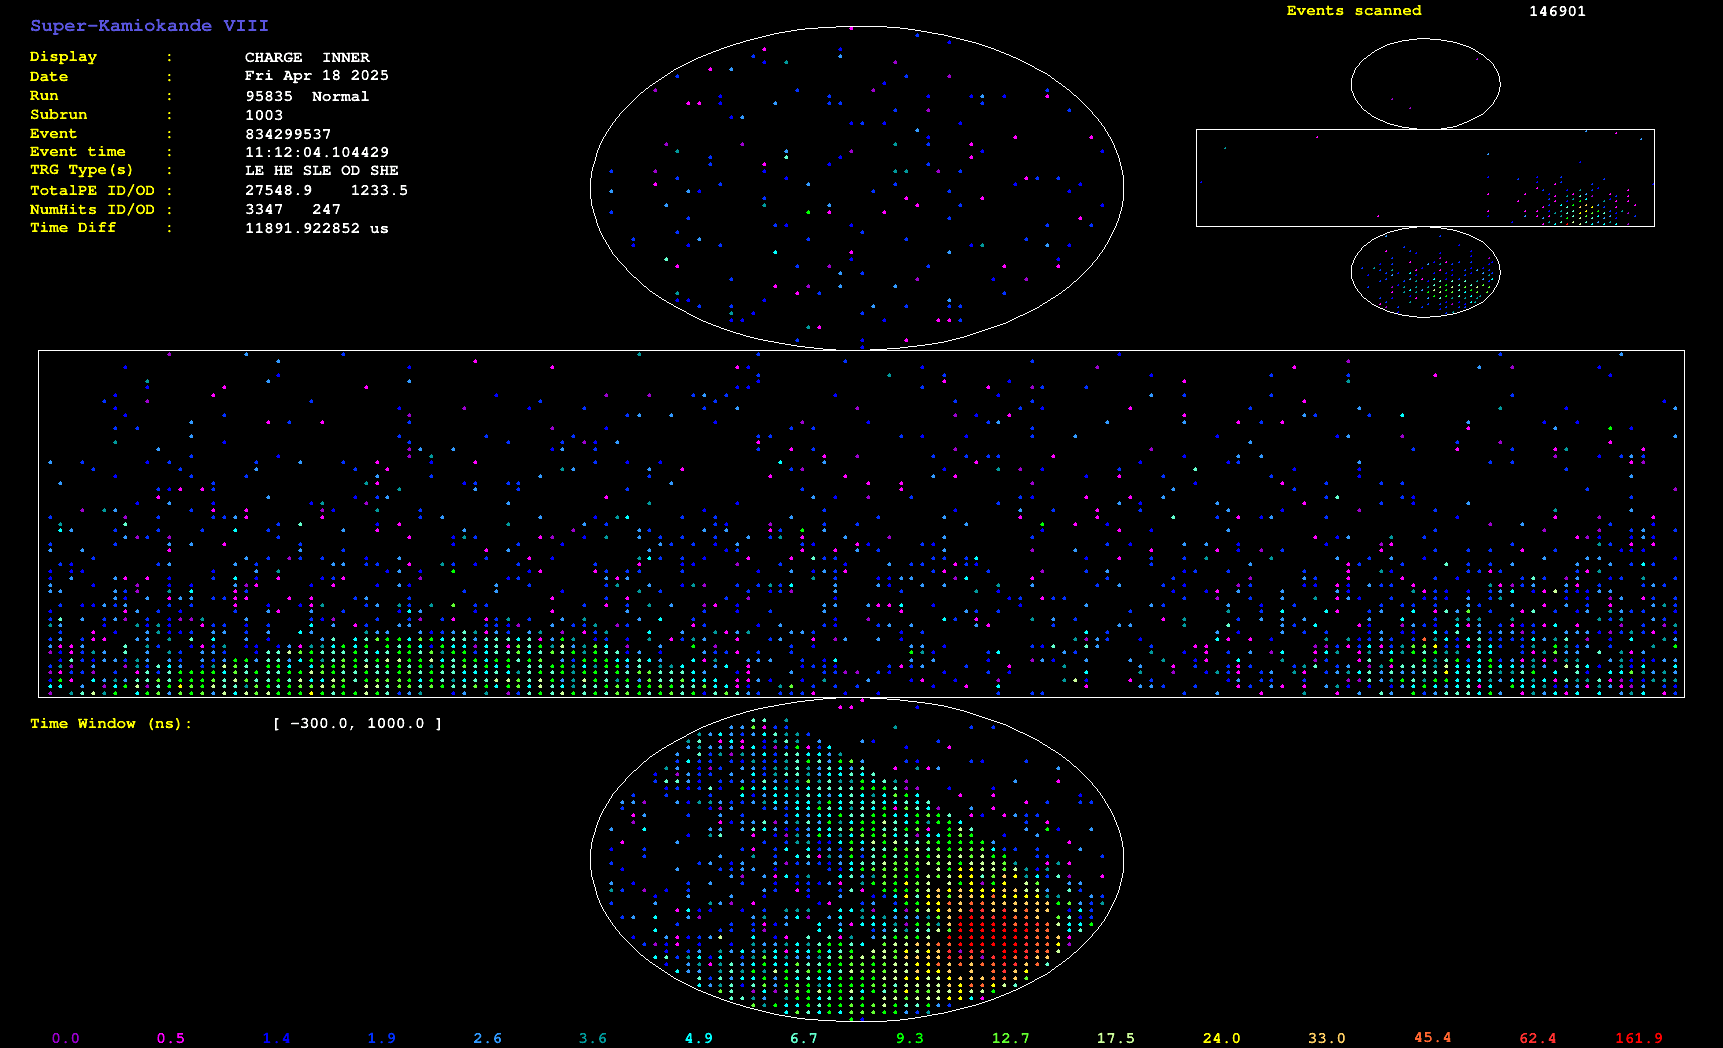 Super-Kamiokande VIII
Events scanned 146901
Display : CHARGE INNER
Date : Fri Apr 18 2025
Run : 95835 Normal
Subrun : 1003
Event : 834299537
Event time : 11:12:04.104429
TRG Type(s) : LE HE SLE OD SHE
TotalPE ID/OD : 27548.9 1233.5
NumHits ID/OD : 3347 247
Time Diff : 11891.922852 us
Time Window (ns): [ -300.0, 1000.0 ]
0.0 0.5 1.4 1.9 2.6 3.6 4.9 6.7 9.3 12.7 17.5 24.0 33.0 45.4 62.4 161.9